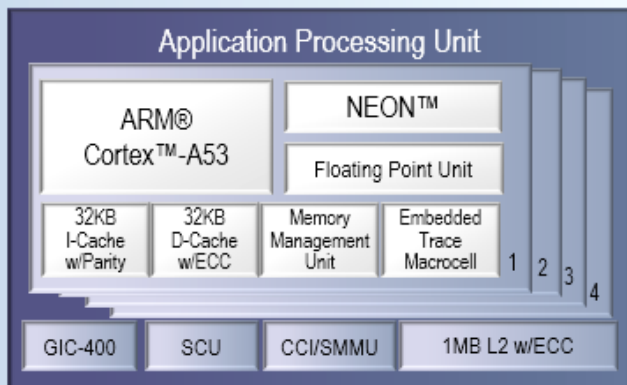 Application Processing Unit
ARM®
Cortex™-A53
NEON™
Floating Point Unit
32KB
I-Cache
w/Parity
32KB
D-Cache
w/ECC
Memory
Management
Unit
Embedded
Trace
Macrocell
1
2
3
4
GIC-400
SCU
CCI/SMMU
1MB L2 w/ECC